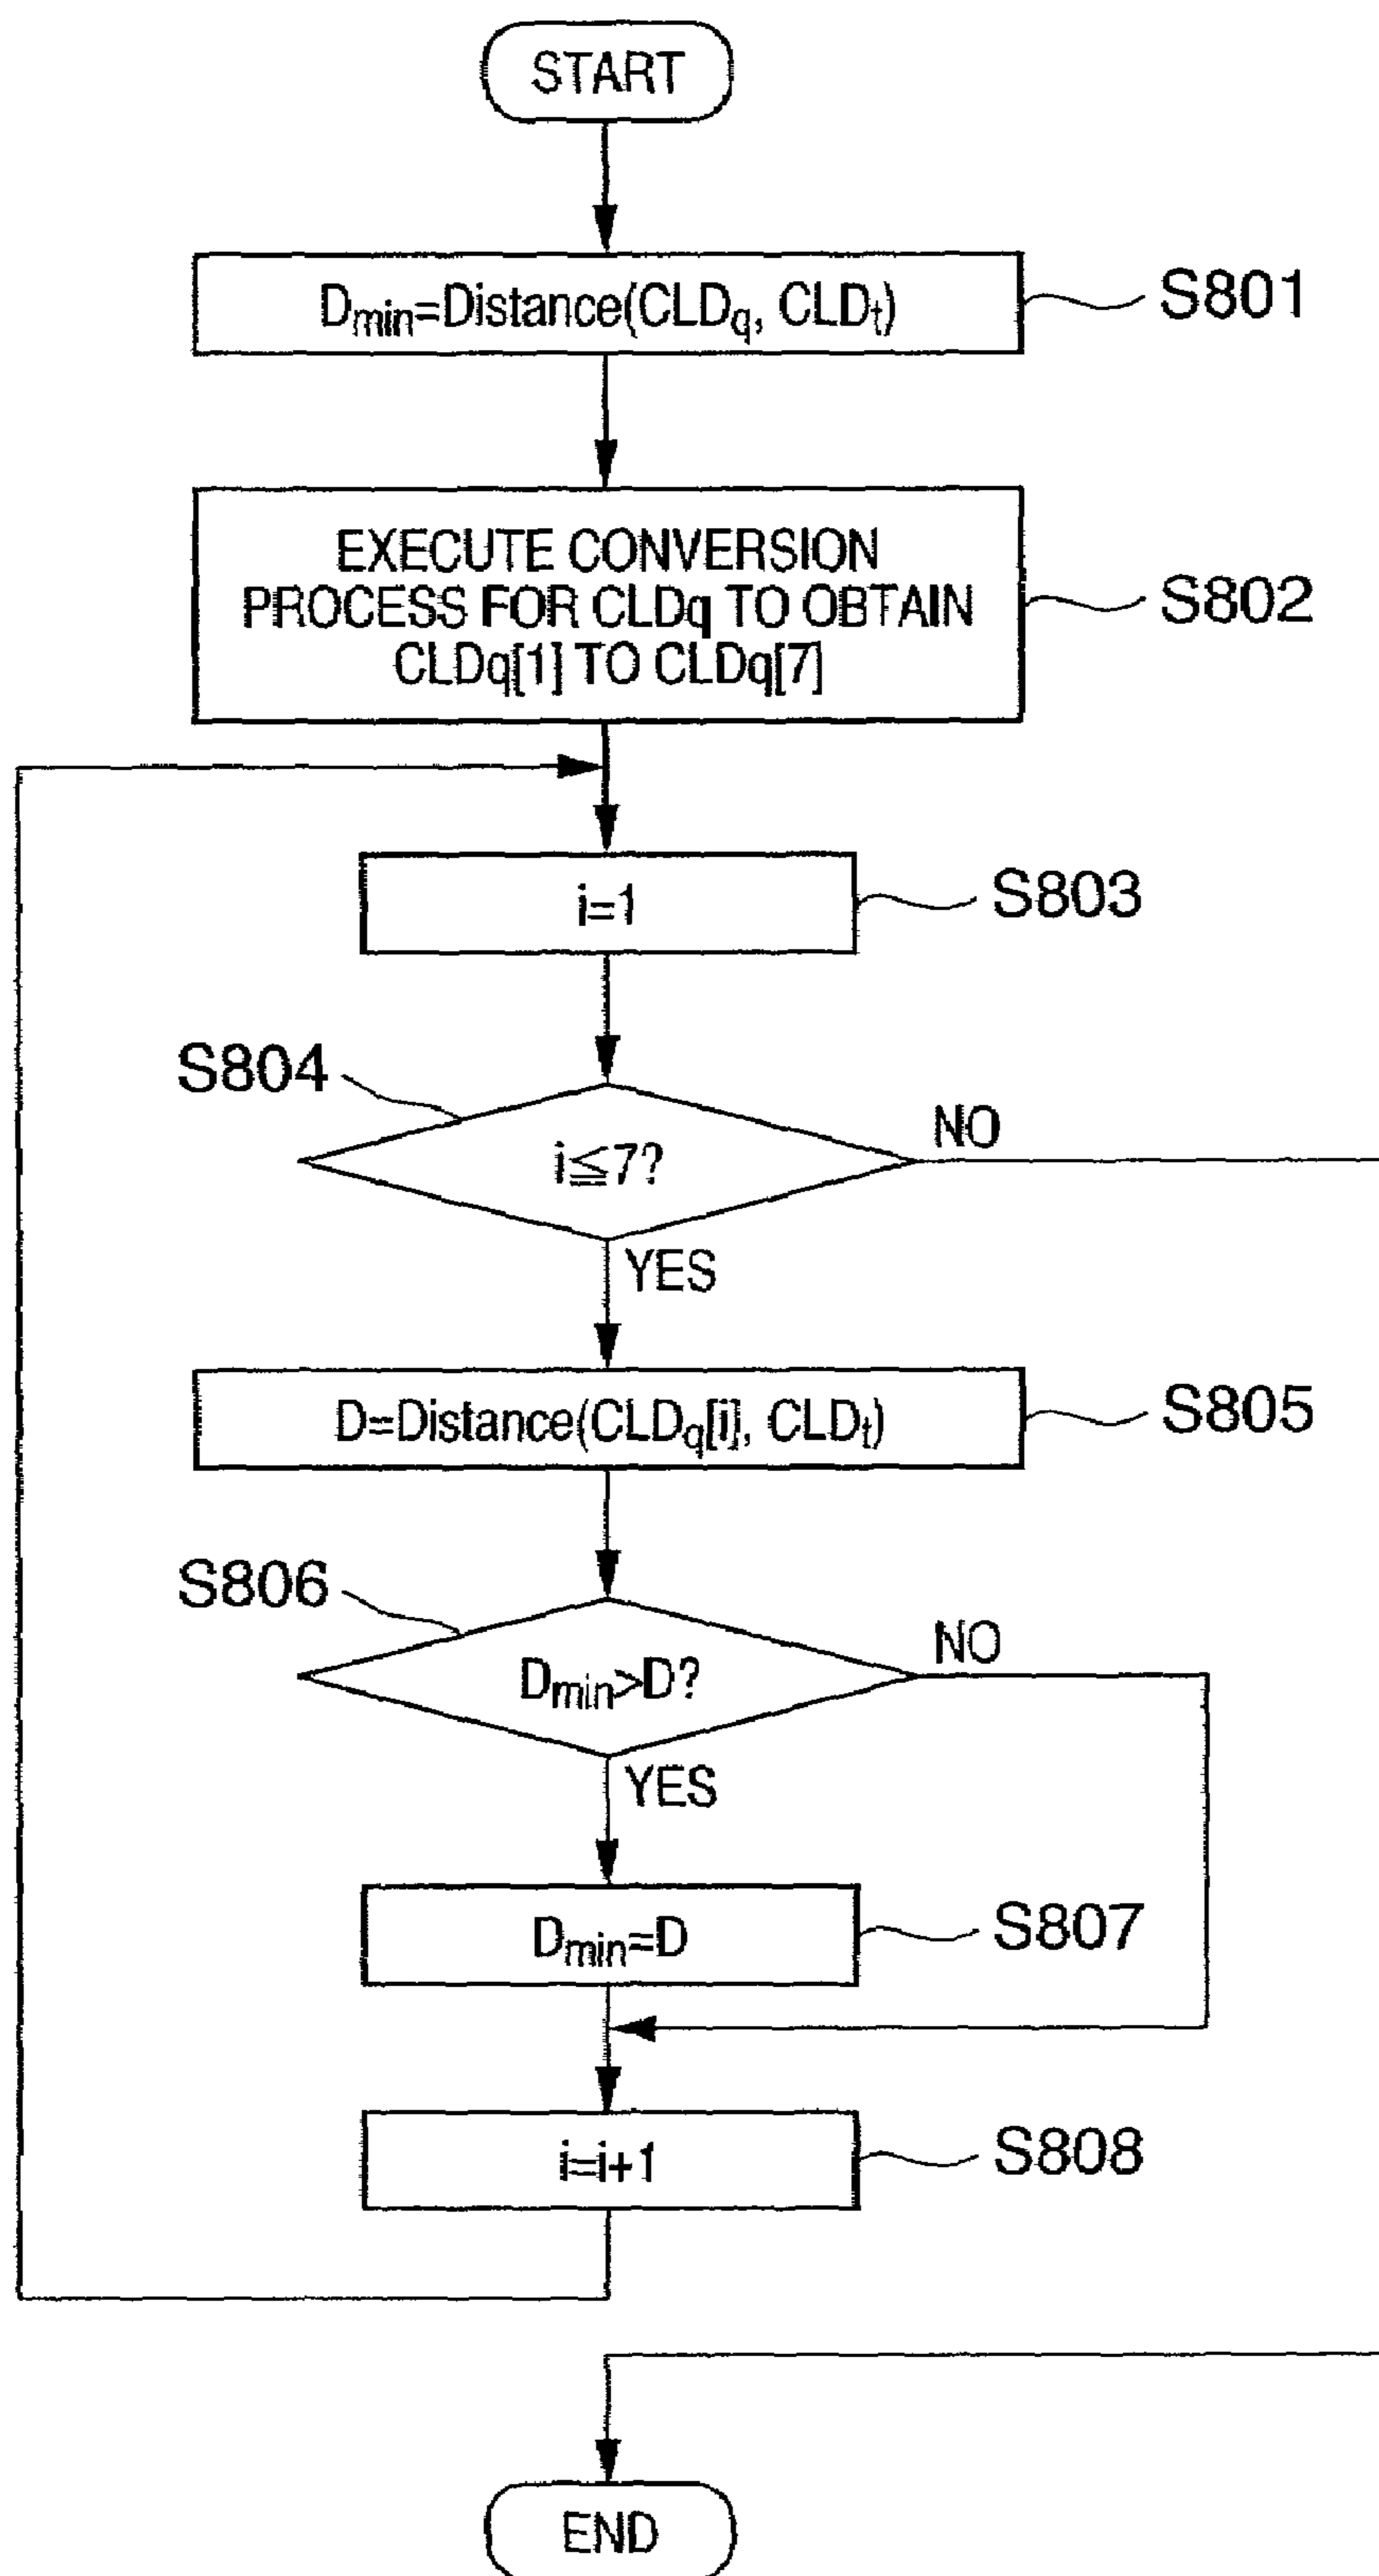 START
Dmin=Distance(CLDq, CLDt)
S801
EXECUTE CONVERSION
PROCESS FOR CLDq TO OBTAIN
CLDq[1] TO CLDq[7]
S802
i=1
S803
S804
i≦7?
NO
YES
D=Distance(CLDq[i], CLDt)
S805
S806
Dmin>D?
NO
YES
Dmin=D
S807
i=i+1
S808
END